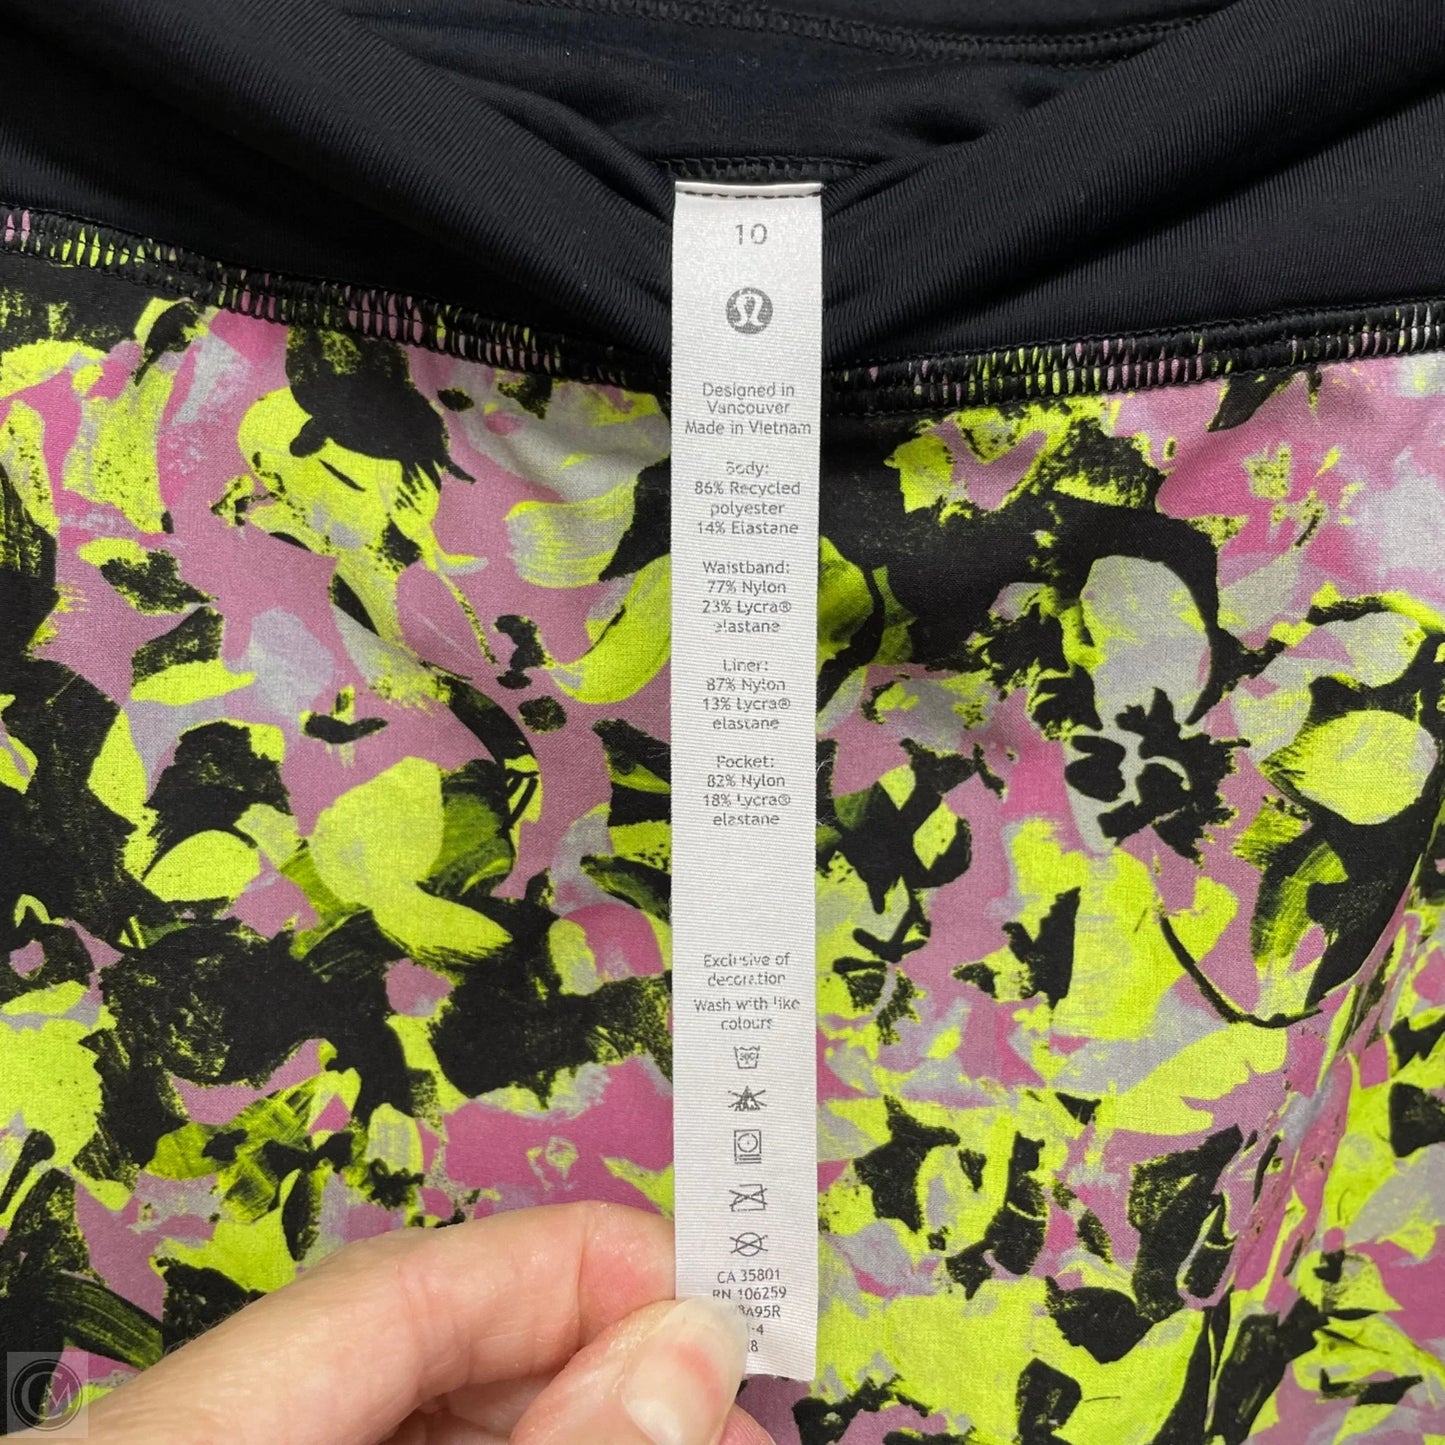 10
Designed in
Vancouver
Made in Vietnam
Body:
86% Recycled
polyester
14% Elastane
Waistband:
77% Nylon
23% Lycra®
elastane
Liner:
87% Nylon
13% Lycra®
elastane
Pocket:
82% Nylon
18% Lycra®
elastane
Exclusive of
decoration
Wash with like
colours
30C
CA 35801
RN 106259